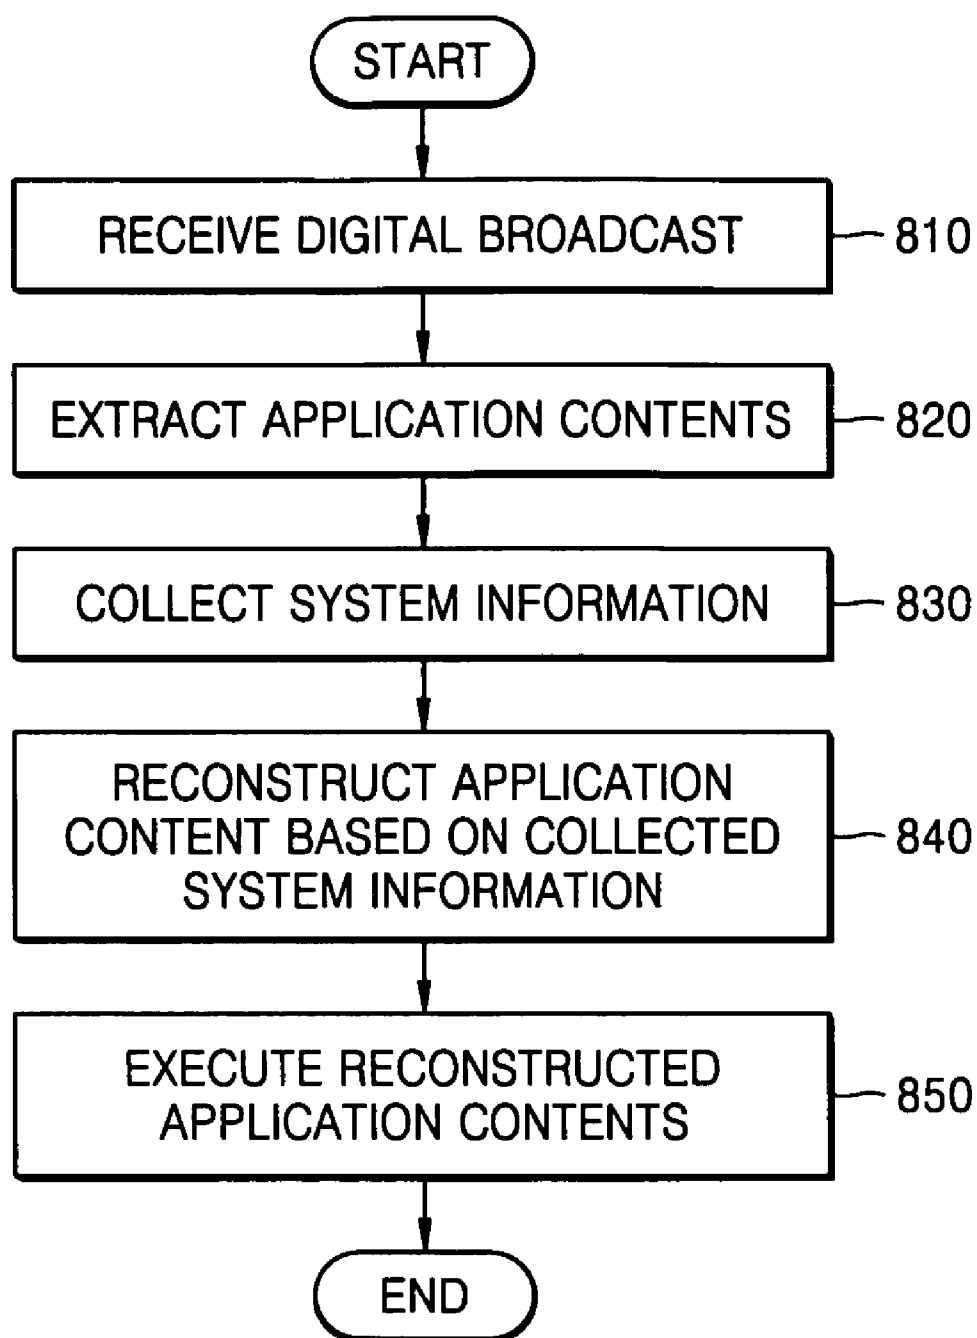 START
RECEIVE DIGITAL BROADCAST
810
EXTRACT APPLICATION CONTENTS
820
COLLECT SYSTEM INFORMATION
830
RECONSTRUCT APPLICATION
CONTENT BASED ON COLLECTED
SYSTEM INFORMATION
840
EXECUTE RECONSTRUCTED
APPLICATION CONTENTS
850
END